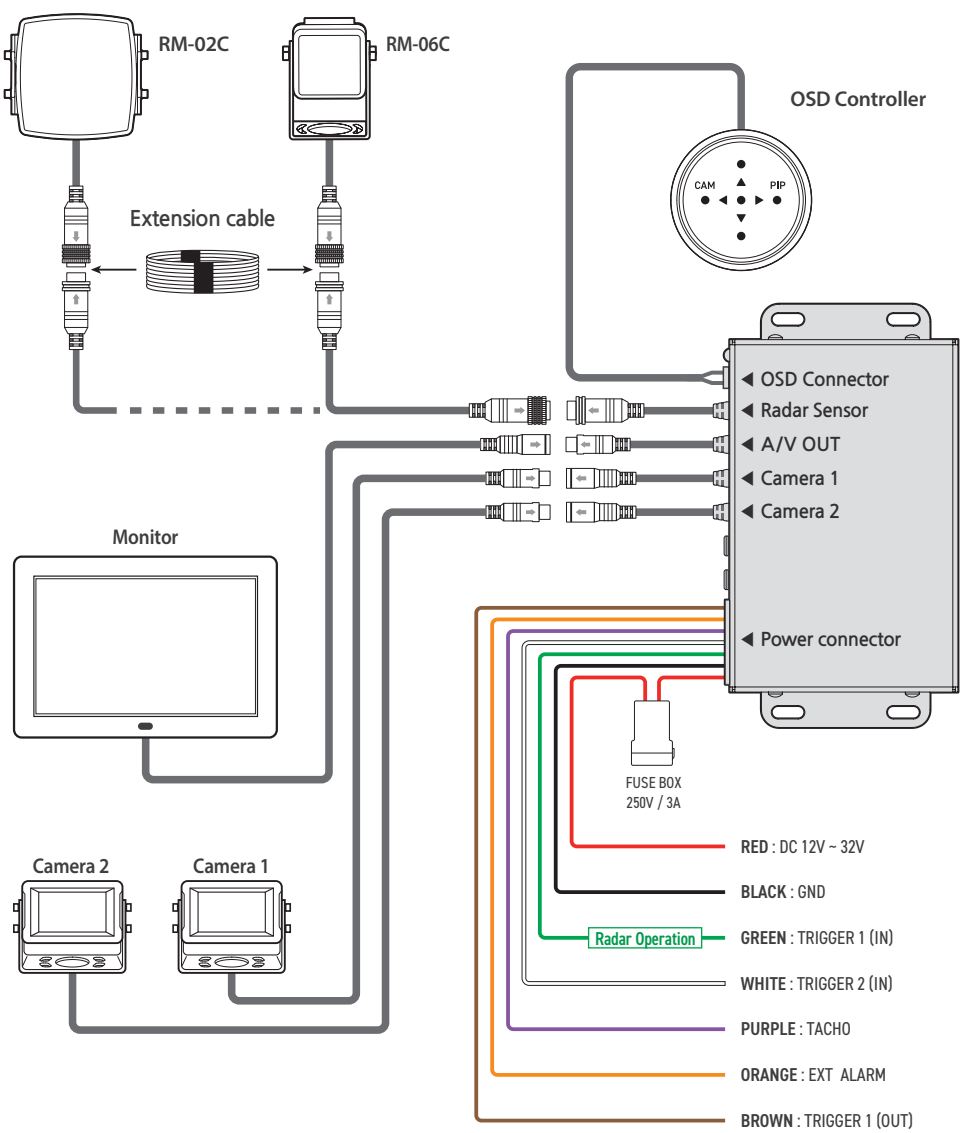 RM-02C
RM-06C
OSD Controller
CAM
PIP
Extension cable
OSD Connector
Radar Sensor
A/V OUT
Camera 1
Camera 2
Monitor
Power connector
FUSE BOX
250V / 3A
RED : DC 12V ~ 32V
Camera 2
Camera 1
BLACK : GND
Radar Operation
GREEN : TRIGGER 1 (IN)
WHITE : TRIGGER 2 (IN)
PURPLE : TACHO
ORANGE : EXT ALARM
BROWN : TRIGGER 1 (OUT)